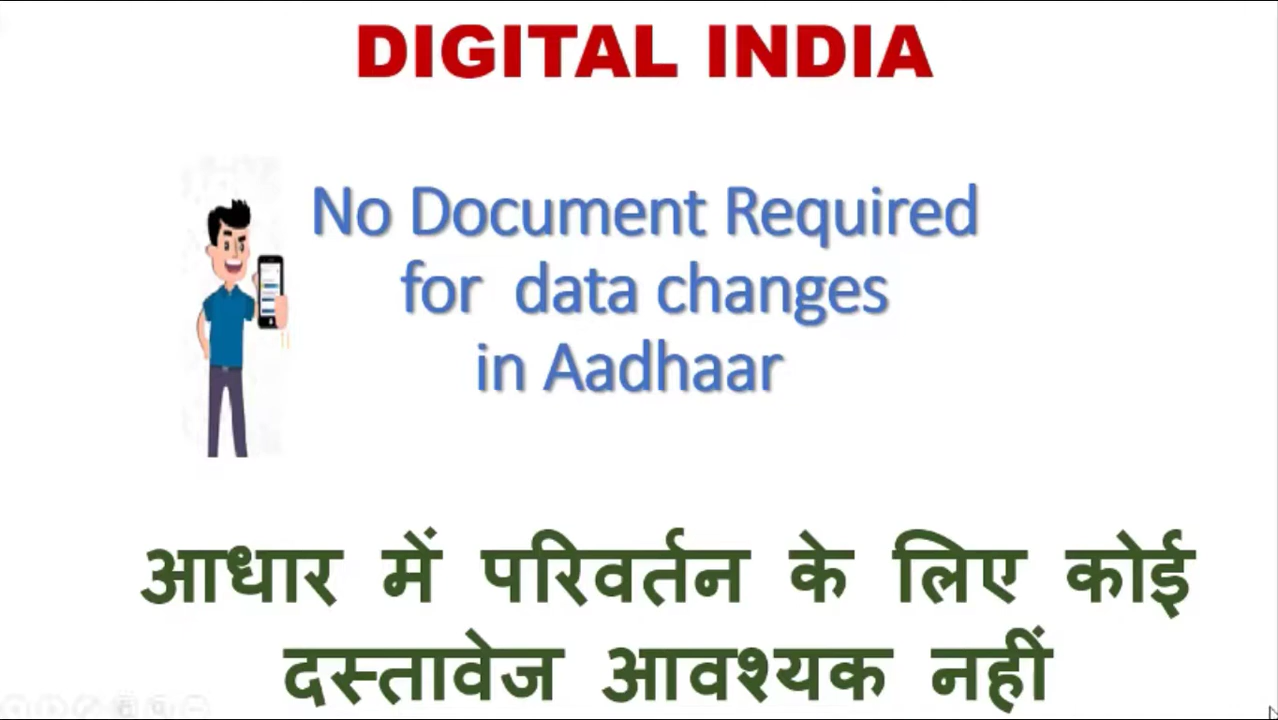 DIGITAL INDIA
No Document Required
for data changes
in Aadhaar
आधार में परिवर्तन के लिए कोई
दस्तावेज आवश्यक नहीं